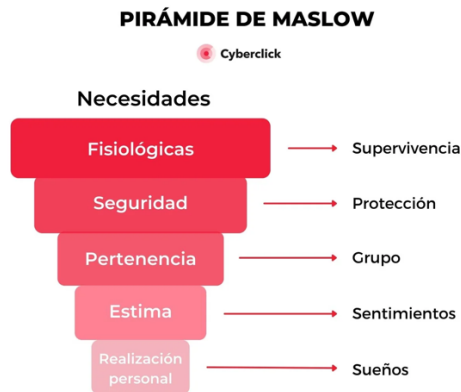 PIRÁMIDE DE MASLOW
Cyberclick
Necesidades
Fisiológicas
Supervivencia
Seguridad
Protección
Pertenencia
Grupo
Estima
Sentimientos
Realización
personal
Sueños